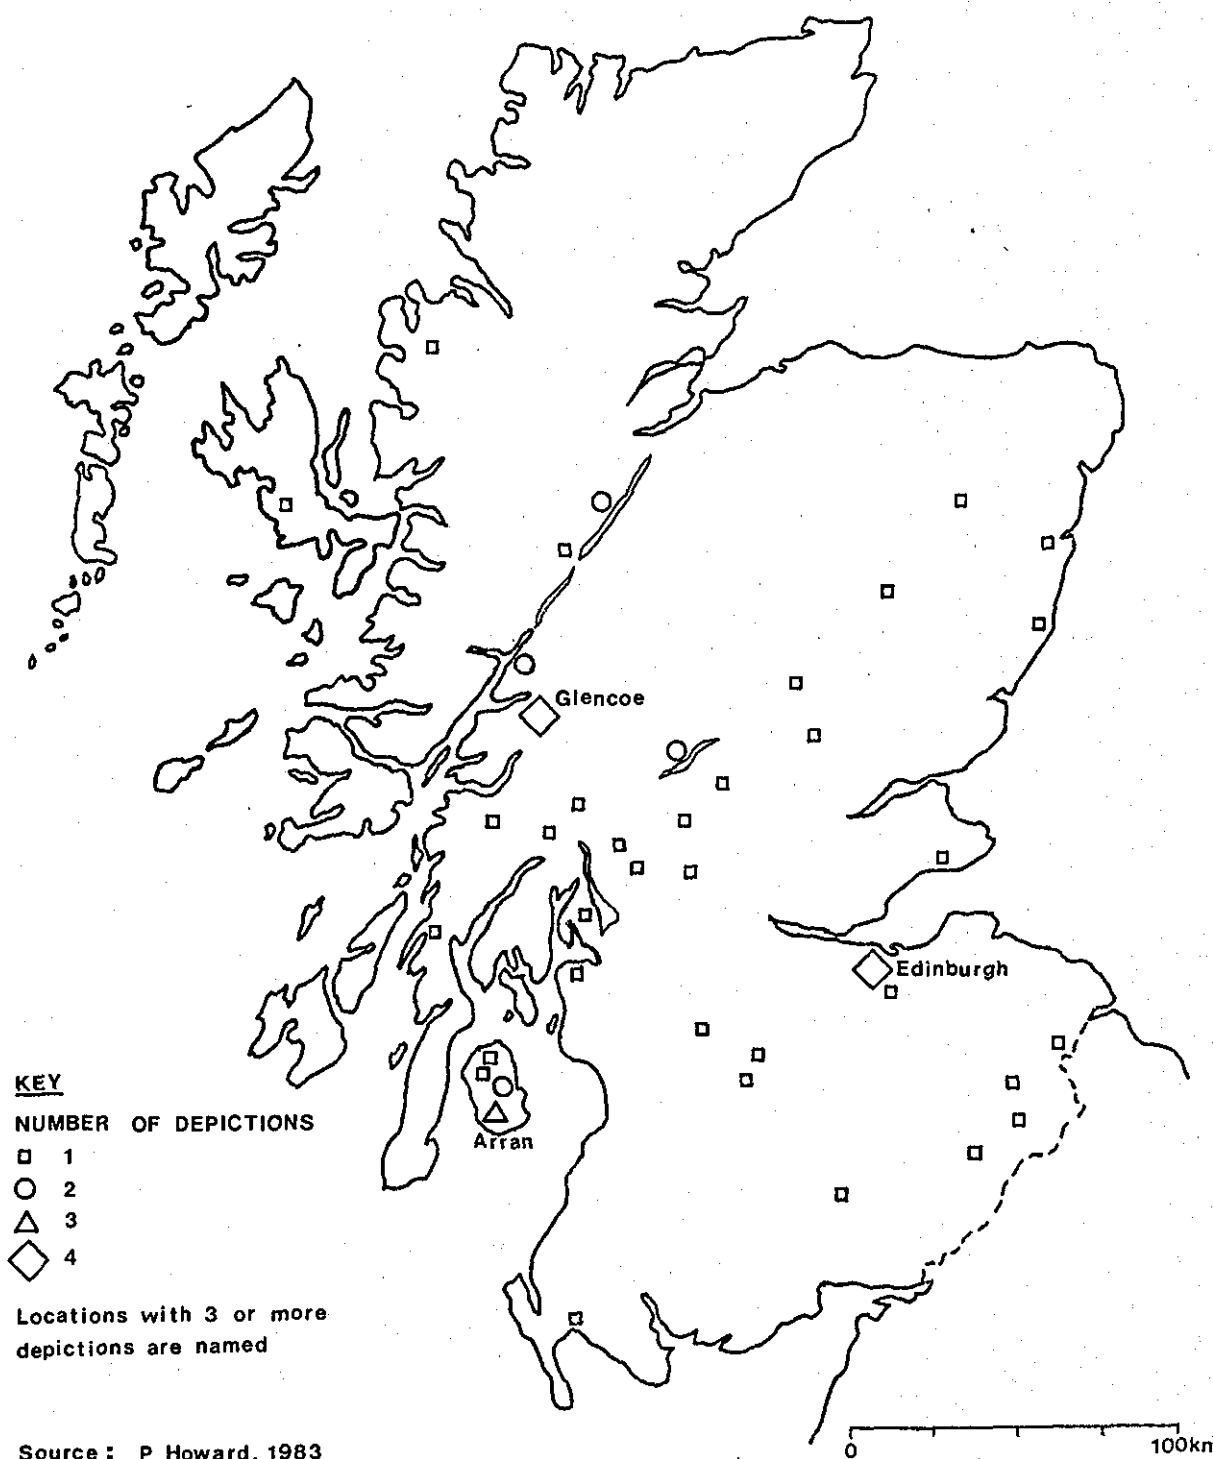 Glencoe
Edinburgh
Arran
KEY
NUMBER OF DEPICTIONS
1
2
3
4
Locations with 3 or more
depictions are named
Source: P Howard, 1983
0 100km